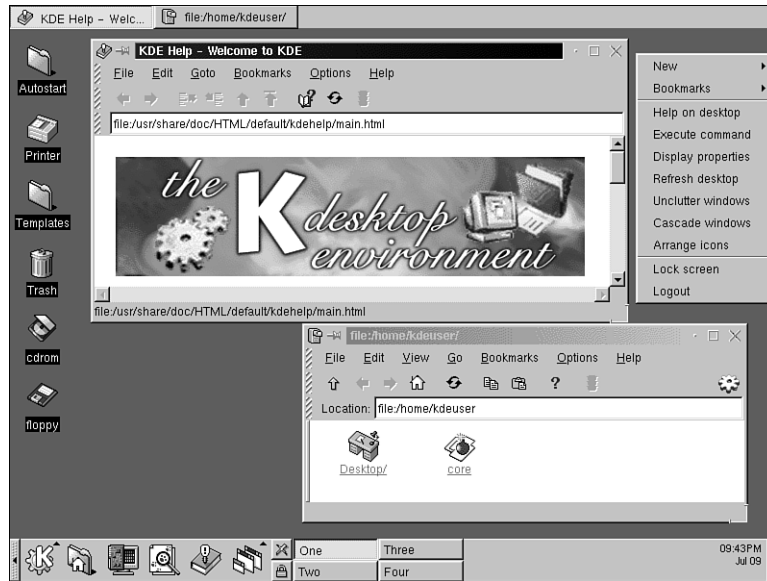 KDE Help - Welc...
file:/home/kdeuser/
Autostart
Printer
Templates
Trash
cdrom
floppy
KDE Help - Welcome to KDE
File Edit Goto Bookmarks Options Help
file:/usr/share/doc/HTML/default/kdehelp/main.html
the K desktop environment
file:/usr/share/doc/HTML/default/kdehelp/main.html
New
Bookmarks
Help on desktop
Execute command
Display properties
Refresh desktop
Unclutter windows
Cascade windows
Arrange icons
Lock screen
Logout
file:/home/kdeuser/
File Edit View Go Bookmarks Options Help
Location: file:/home/kdeuser
Desktop/
core
One
Three
Two
Four
09:43PM
Jul 09